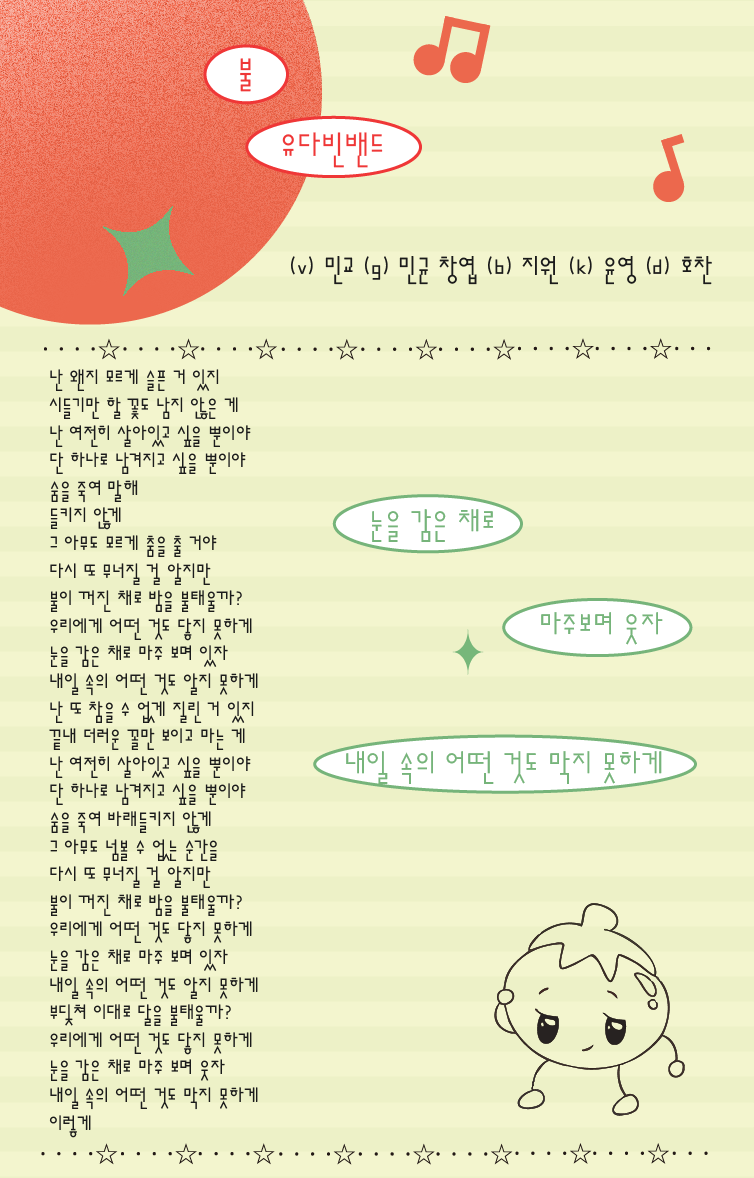 불
유다빈밴드
(v) 민교 (g) 민규 창엽 (b) 지원 (k) 윤영 (d) 호찬
난 왠지 모르게 슬픈 거 있지
시들기만 할 꽃도 남지 않은 게
난 여전히 살아있고 싶을 뿐이야
단 하나로 남겨지고 싶을 뿐이야
숨을 죽여 말해
들키지 않게
그 아무도 모르게 춤을 출 거야
다시 또 무너질 걸 알지만
불이 꺼진 채로 밤을 불태울까?
우리에게 어떤 것도 닿지 못하게
눈을 감은 채로 마주 보며 있자
내일 속의 어떤 것도 알지 못하게
난 또 참을 수 없게 질린 거 있지
끝내 더러운 꼴만 보이고 마는 게
난 여전히 살아있고 싶을 뿐이야
단 하나로 남겨지고 싶을 뿐이야
숨을 죽여 바래들키지 않게
그 아무도 넘볼 수 없는 순간을
다시 또 무너질 걸 알지만
불이 꺼진 채로 밤을 불태울까?
우리에게 어떤 것도 닿지 못하게
눈을 감은 채로 마주 보며 있자
내일 속의 어떤 것도 알지 못하게
부딪쳐 이대로 달을 불태울까?
우리에게 어떤 것도 닿지 못하게
눈을 감은 채로 마주 보며 웃자
내일 속의 어떤 것도 막지 못하게
이렇게
눈을 감은 채로
마주보며 웃자
내일 속의 어떤 것도 막지 못하게